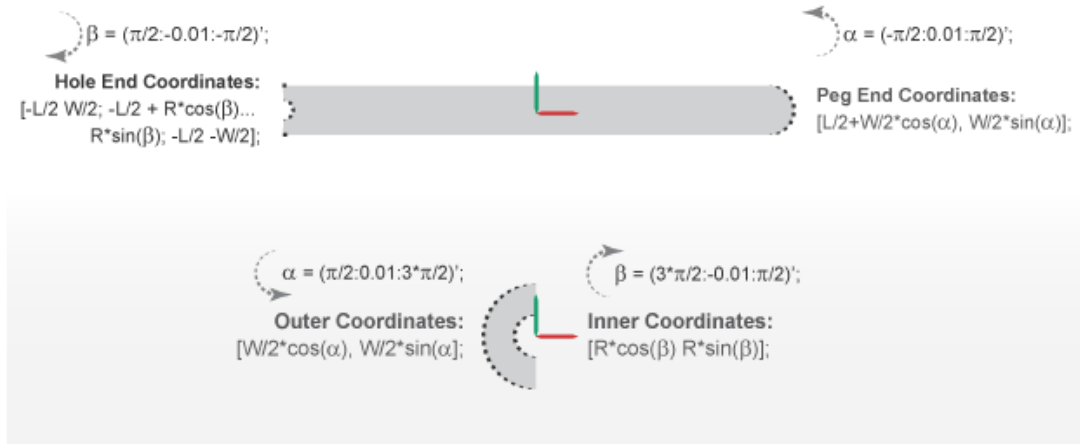 β = (π/2:-0.01:-π/2)';
Hole End Coordinates:
[-L/2 W/2; -L/2 + R*cos(β)...
R*sin(β); -L/2 -W/2];
α = (-π/2:0.01:π/2)';
Peg End Coordinates:
[L/2+W/2*cos(α), W/2*sin(α)];
α = (π/2:0.01:3*π/2)';
Outer Coordinates:
[W/2*cos(α), W/2*sin(α];
β = (3*π/2:-0.01:π/2)';
Inner Coordinates:
[R*cos(β) R*sin(β)];